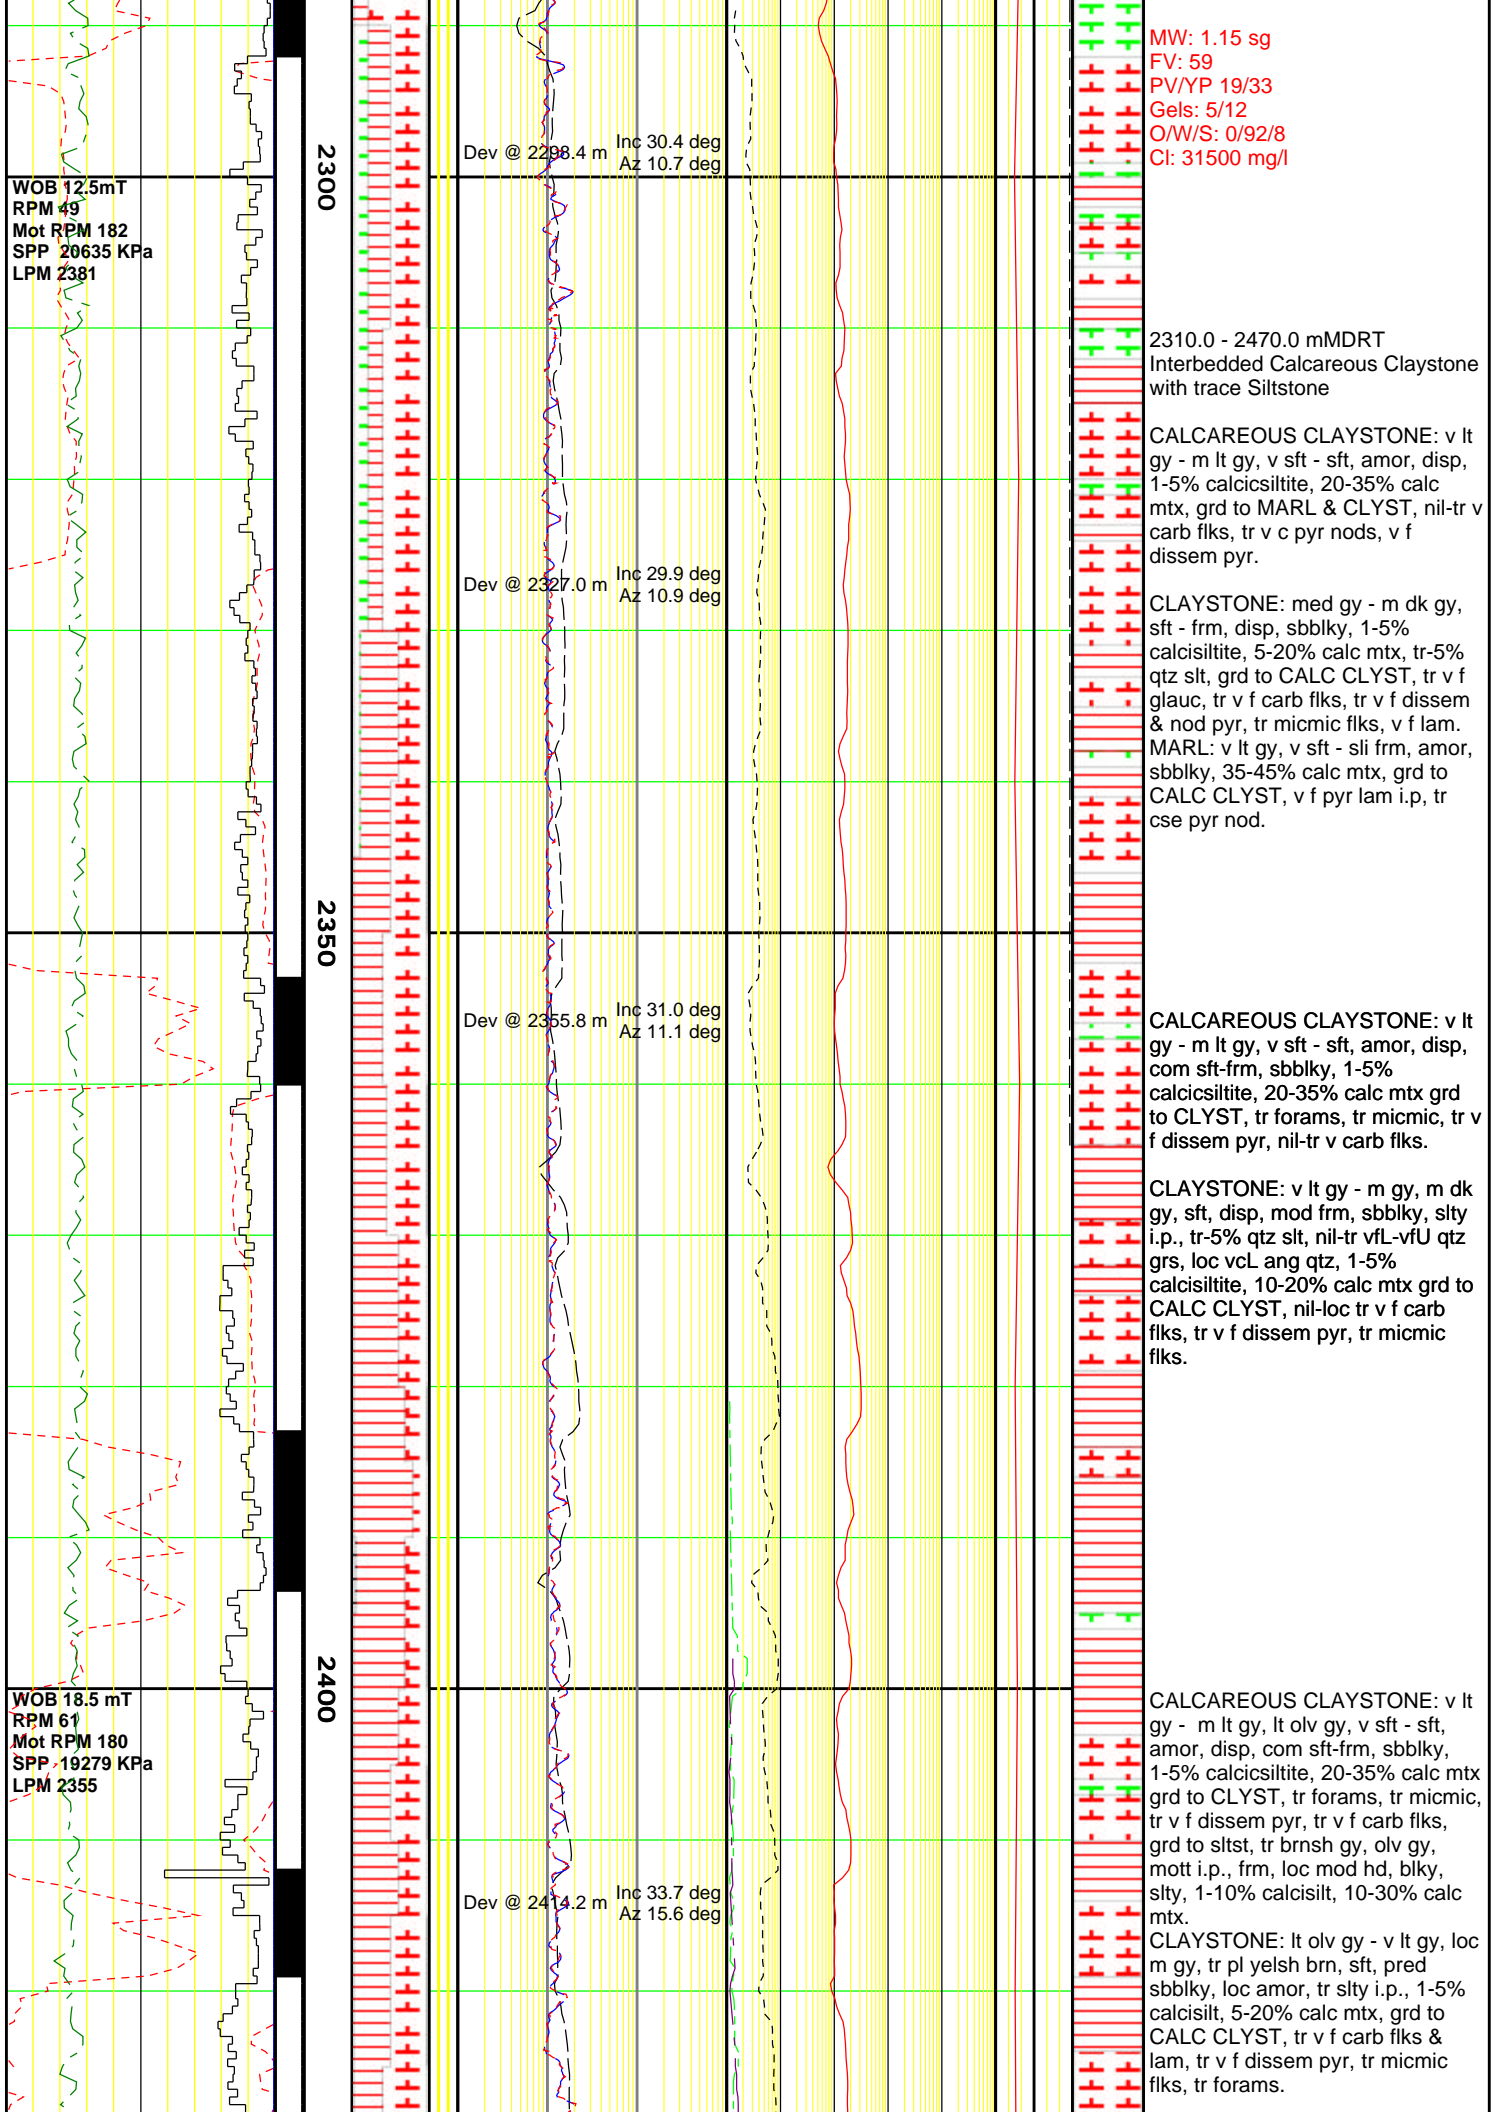 MW: 1.15 sg
FV: 59
PV/YP 19/33
Gels: 5/12
O/W/S: 0/92/8
Cl: 31500 mg/l
Dev @ 2298.4 m
Inc 30.4 deg
Az 10.7 deg
2300
WOB 12.5mT
RPM 49
Mot RPM 182
SPP 20635 KPa
LPM 2381
2310.0 - 2470.0 mMDRT
Interbedded Calcareous Claystone
with trace Siltstone
CALCAREOUS CLAYSTONE: v lt
gy - m lt gy, v sft - sft, amor, disp,
1-5% calcicsiltite, 20-35% calc
mtx, grd to MARL & CLYST, nil-tr v
carb flks, tr v c pyr nods, v f
dissem pyr.
Dev @ 2327.0 m
Inc 29.9 deg
Az 10.9 deg
CLAYSTONE: med gy - m dk gy,
sft - frm, disp, sbblky, 1-5%
calcisiltite, 5-20% calc mtx, tr-5%
qtz slt, grd to CALC CLYST, tr v f
glauc, tr v f carb flks, tr v f dissem
& nod pyr, tr micmic flks, v f lam.
MARL: v lt gy, v sft - sli frm, amor,
sbblky, 35-45% calc mtx, grd to
CALC CLYST, v f pyr lam i.p, tr
cse pyr nod.
2350
Dev @ 2355.8 m
Inc 31.0 deg
Az 11.1 deg
CALCAREOUS CLAYSTONE: v lt
gy - m lt gy, v sft - sft, amor, disp,
com sft-frm, sbblky, 1-5%
calcicsiltite, 20-35% calc mtx grd
to CLYST, tr forams, tr micmic, tr v
f dissem pyr, nil-tr v carb flks.
CLAYSTONE: v lt gy - m gy, m dk
gy, sft, disp, mod frm, sbblky, slty
i.p., tr-5% qtz slt, nil-tr vfL-vfU qtz
grs, loc vcL ang qtz, 1-5%
calcisiltite, 10-20% calc mtx grd to
CALC CLYST, nil-loc tr v f carb
flks, tr v f dissem pyr, tr micmic
flks.
2400
WOB 18.5 mT
RPM 61
Mot RPM 180
SPP 19279 KPa
LPM 2355
CALCAREOUS CLAYSTONE: v lt
gy - m lt gy, lt olv gy, v sft - sft,
amor, disp, com sft-frm, sbblky,
1-5% calcicsiltite, 20-35% calc mtx
grd to CLYST, tr forams, tr micmic,
tr v f dissem pyr, tr v f carb flks,
grd to sltst, tr brnsh gy, olv gy,
mott i.p., frm, loc mod hd, blky,
slty, 1-10% calcisilt, 10-30% calc
mtx.
Dev @ 2414.2 m
Inc 33.7 deg
Az 15.6 deg
CLAYSTONE: lt olv gy - v lt gy, loc
m gy, tr pl yelsh brn, sft, pred
sbblky, loc amor, tr slty i.p., 1-5%
calcisilt, 5-20% calc mtx, grd to
CALC CLYST, tr v f carb flks &
lam, tr v f dissem pyr, tr micmic
flks, tr forams.